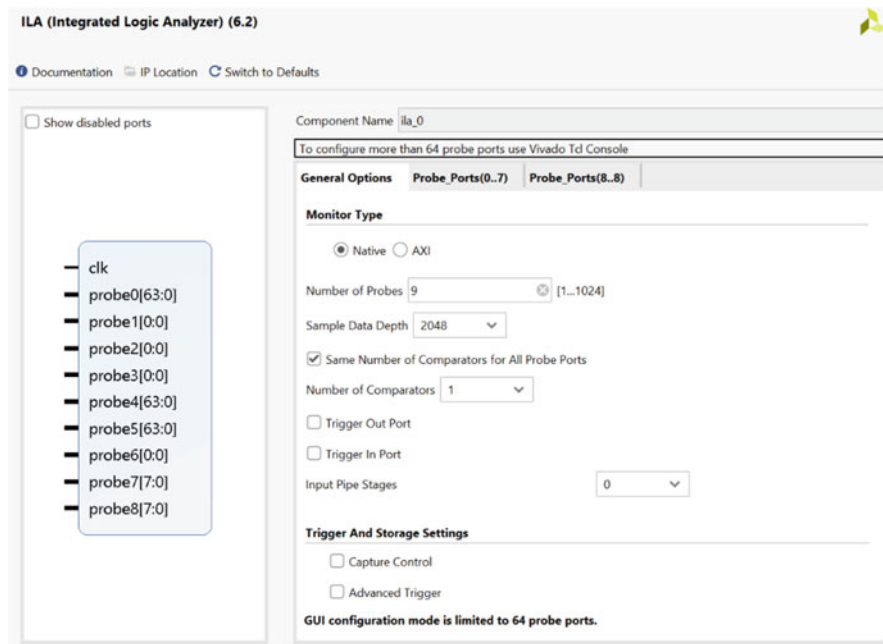 ILA (Integrated Logic Analyzer) (6.2)
Documentation IP Location Switch to Defaults
Show disabled ports
clk
probe0[63:0]
probe1[0:0]
probe2[0:0]
probe3[0:0]
probe4[63:0]
probe5[63:0]
probe6[0:0]
probe7[7:0]
probe8[7:0]
Component Name ila_0
To configure more than 64 probe ports use Vivado Tcl Console
General Options Probe_Ports(0..7) Probe_Ports(8..8)
Monitor Type
Native AXI
Number of Probes 9 [1...1024]
Sample Data Depth 2048
Same Number of Comparators for All Probe Ports
Number of Comparators 1
Trigger Out Port
Trigger In Port
Input Pipe Stages 0
Trigger And Storage Settings
Capture Control
Advanced Trigger
GUI configuration mode is limited to 64 probe ports.